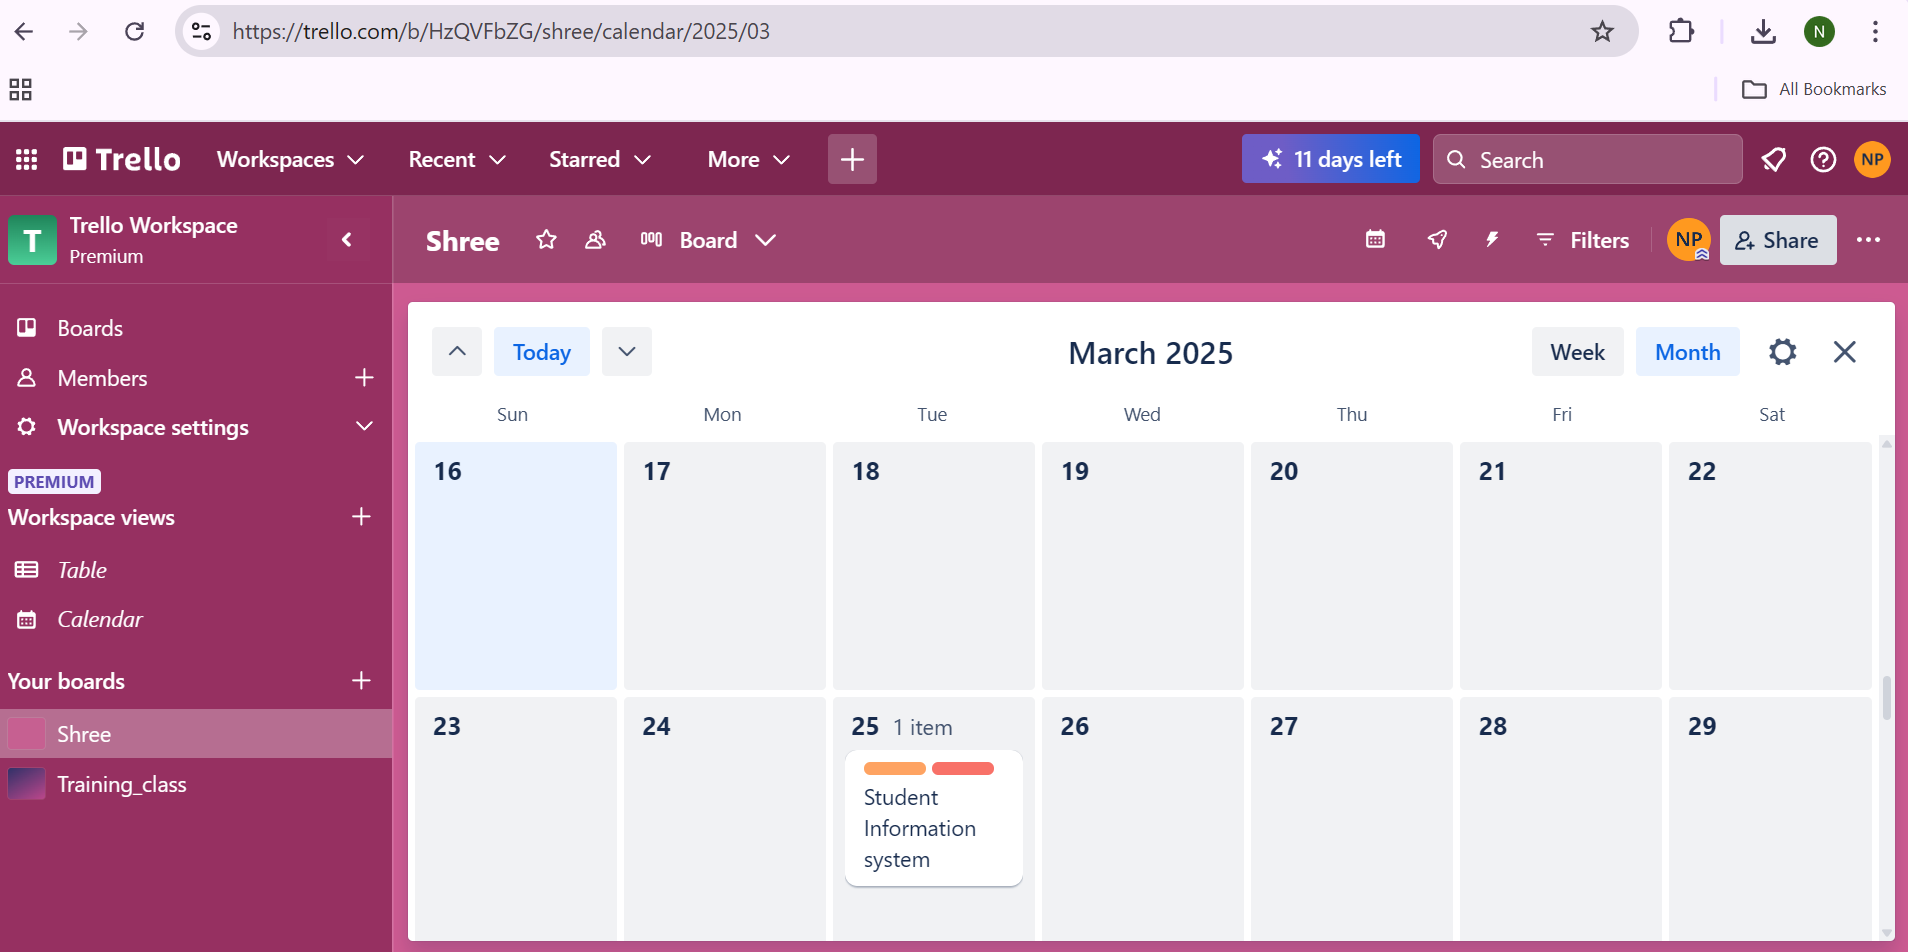 https://trello.com/b/HzQVFbZG/shree/calendar/2025/03
N
All Bookmarks
Trello
Workspaces
Recent
Starred
More
11 days left
Search
NP
T
Trello Workspace
Premium
Shree
Board
Filters
NP
Share
Boards
Members
Workspace settings
PREMIUM
Workspace views
Table
Calendar
Your boards
Shree
Training_class
Today
March 2025
Week
Month
Sun Mon Tue Wed Thu Fri Sat
16 17 18 19 20 21 22
23 24 25 1 item 26 27 28 29
Student
Information
system